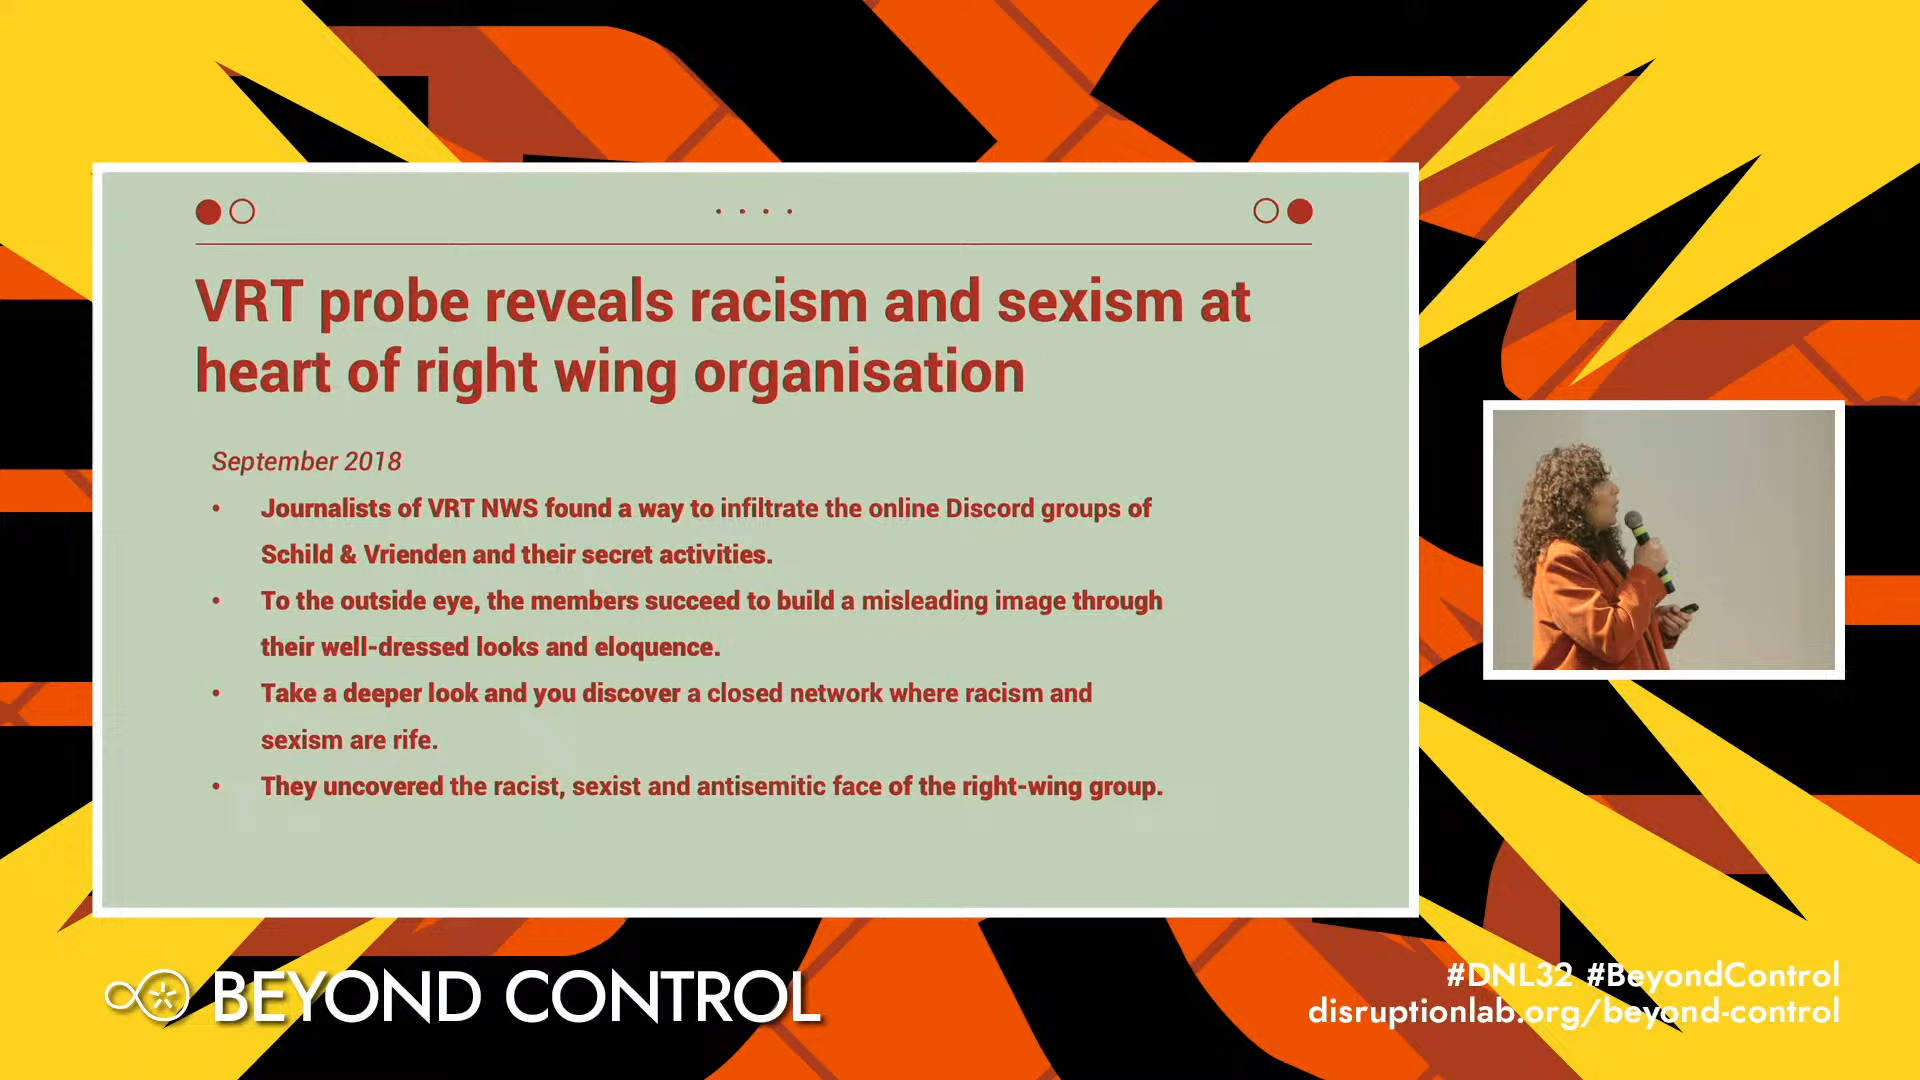 VRT probe reveals racism and sexism at
heart of right wing organisation
September 2018
• Journalists of VRT NWS found a way to infiltrate the online Discord groups of
Schild & Vrienden and their secret activities.
• To the outside eye, the members succeed to build a misleading image through
their well-dressed looks and eloquence.
• Take a deeper look and you discover a closed network where racism and
sexism are rife.
• They uncovered the racist, sexist and antisemitic face of the right-wing group.
BEYOND CONTROL
#DNL32 #BeyondControl
disruptionlab.org/beyond-control